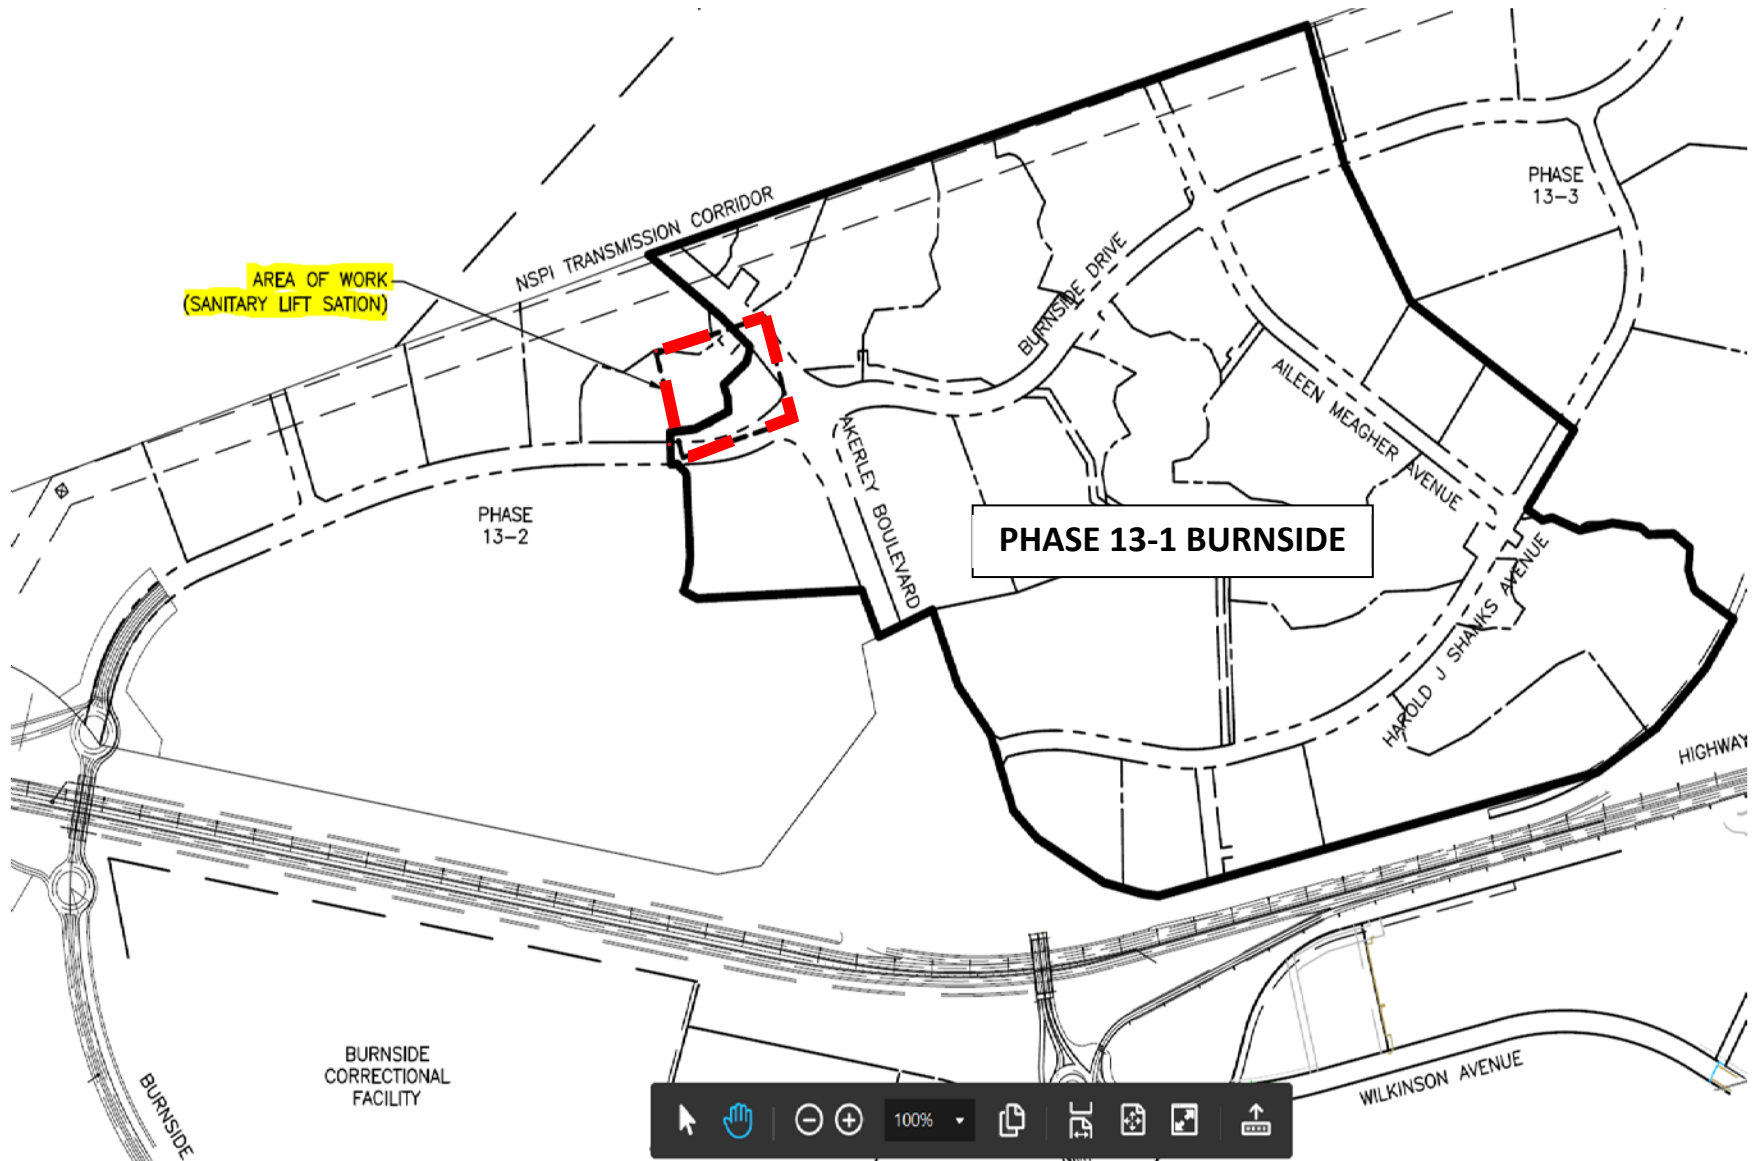 PHASE
13-3
NSPI TRANSMISSION CORRIDOR
AREA OF WORK
(SANITARY LIFT SATION)
BURNSIDE DRIVE
AILEEN MEAGHER AVENUE
AKERLEY BOULEVARD
PHASE
13-2
PHASE 13-1 BURNSIDE
HAROLD J SHANKS AVENUE
HIGHWAY
BURNSIDE
CORRECTIONAL
FACILITY
BURNSIDE
WILKINSON AVENUE
100%